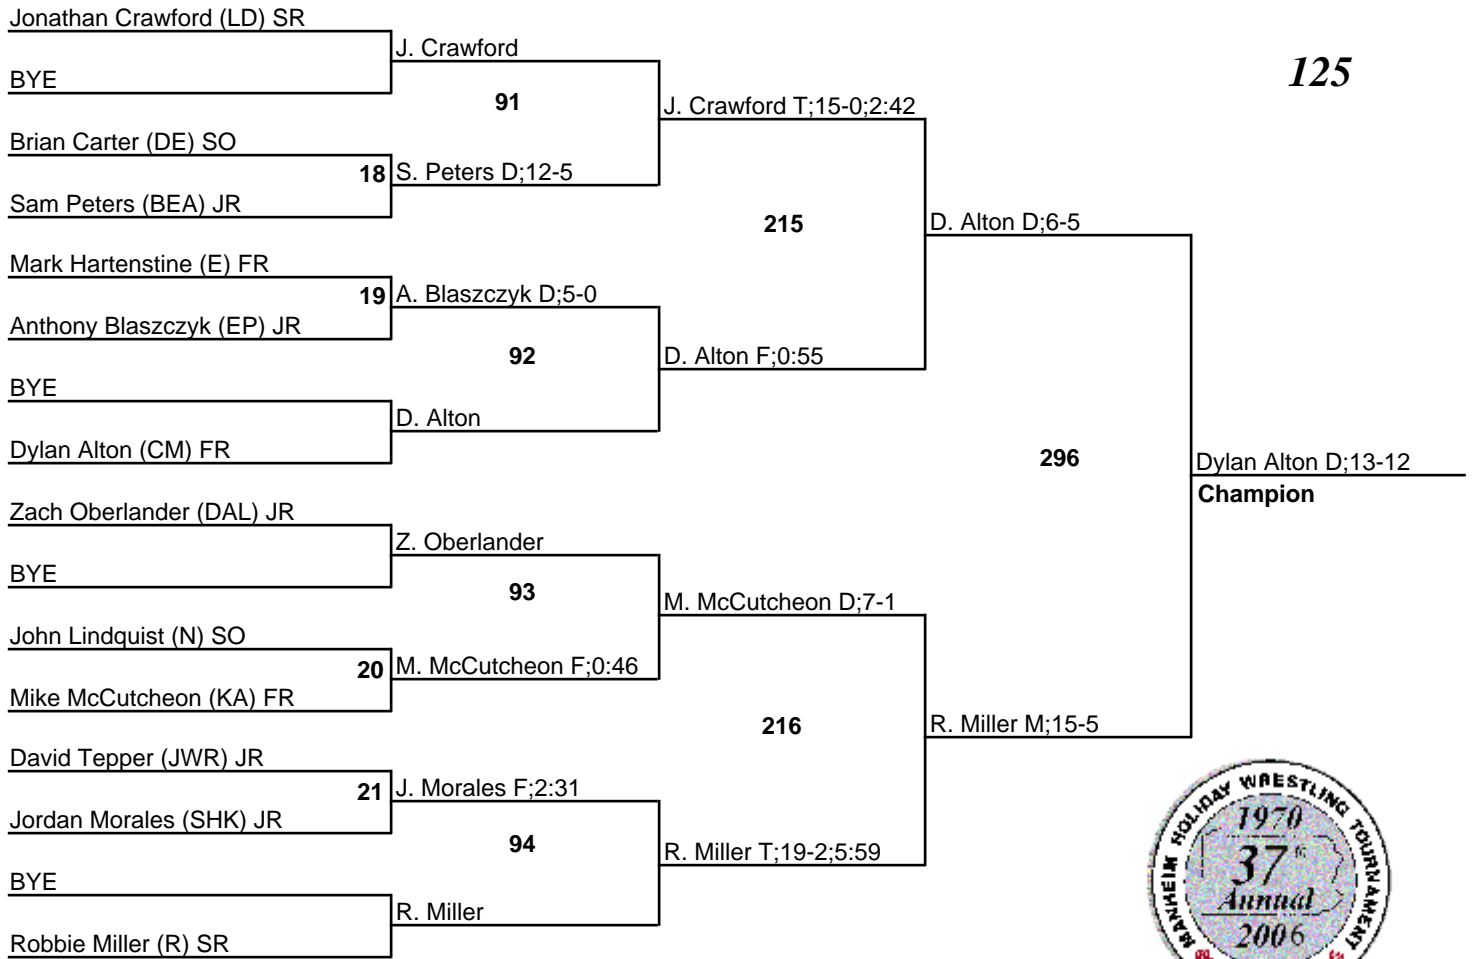 Jonathan Crawford (LD) SR
J. Crawford
BYE
125
91
J. Crawford T;15-0;2:42
Brian Carter (DE) SO
18 S. Peters D;12-5
Sam Peters (BEA) JR
215
D. Alton D;6-5
Mark Hartenstine (E) FR
19 A. Blaszczyk D;5-0
Anthony Blaszczyk (EP) JR
92
D. Alton F;0:55
BYE
D. Alton
Dylan Alton (CM) FR
296
Dylan Alton D;13-12
Champion
Zach Oberlander (DAL) JR
Z. Oberlander
BYE
93
M. McCutcheon D;7-1
John Lindquist (N) SO
20 M. McCutcheon F;0:46
Mike McCutcheon (KA) FR
216
R. Miller M;15-5
David Tepper (JWR) JR
21 J. Morales F;2:31
Jordan Morales (SHK) JR
94
R. Miller T;19-2;5:59
BYE
R. Miller
Robbie Miller (R) SR
MANHEIM HOLIDAY WRESTLING TOURNAMENT
1970
37
Annual
2006